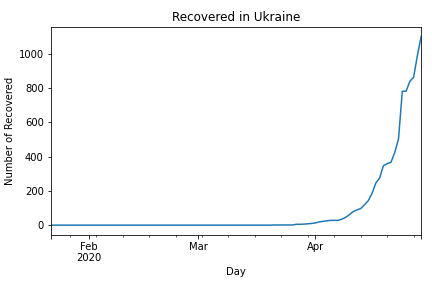 Recovered in Ukraine
Number of Recovered
1000
800
600
400
200
0
Feb
2020
Mar
Apr
Day